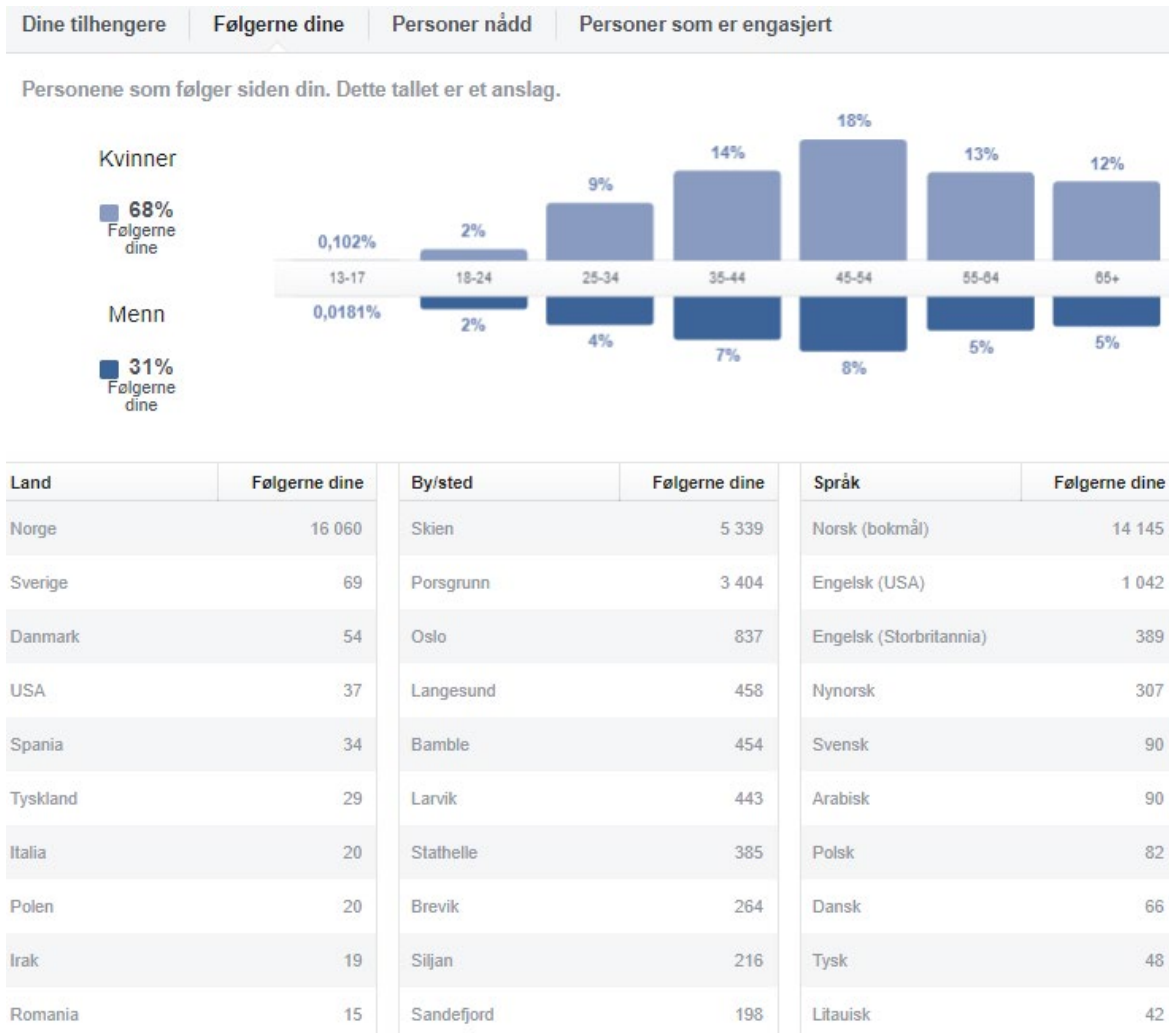 Dine tilhengere Følgerne dine Personer nådd Personer som er engasjert
Personene som følger siden din. Dette tallet er et anslag.
Kvinner
68%
Følgerne
dine
0,102% 2% 9% 14% 18% 13% 12%
13-17 18-24 25-34 35-44 45-54 55-64 65+
0,0181% 2% 4% 7% 8% 5% 5%
Menn
31%
Følgerne
dine
Land Følgerne dine By/sted Følgerne dine Språk Følgerne dine
Norge 16 060 Skien 5 339 Norsk (bokmål) 14 145
Sverige 69 Porsgrunn 3 404 Engelsk (USA) 1 042
Danmark 54 Oslo 837 Engelsk (Storbritannia) 389
USA 37 Langesund 458 Nynorsk 307
Spania 34 Bamble 454 Svensk 90
Tyskland 29 Larvik 443 Arabisk 90
Italia 20 Stathelle 385 Polsk 82
Polen 20 Brevik 264 Dansk 66
Irak 19 Siljan 216 Tysk 48
Romania 15 Sandefjord 198 Litauisk 42